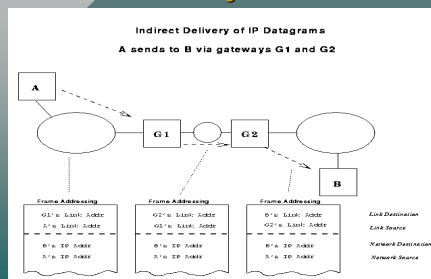 Indirect Delivery of IP Datagrams
A sends to B via gateways G1 and G2
A
G1
G2
B
Frame Addressing
G1's Link Addr
A's Link Addr
B's IP Addr
A's IP Addr
Frame Addressing
G2's Link Addr
G1's Link Addr
B's IP Addr
A's IP Addr
Frame Addressing
B's Link Addr
G2's Link Addr
B's IP Addr
A's IP Addr
Link Destination
Link Source
Network Destination
Network Source